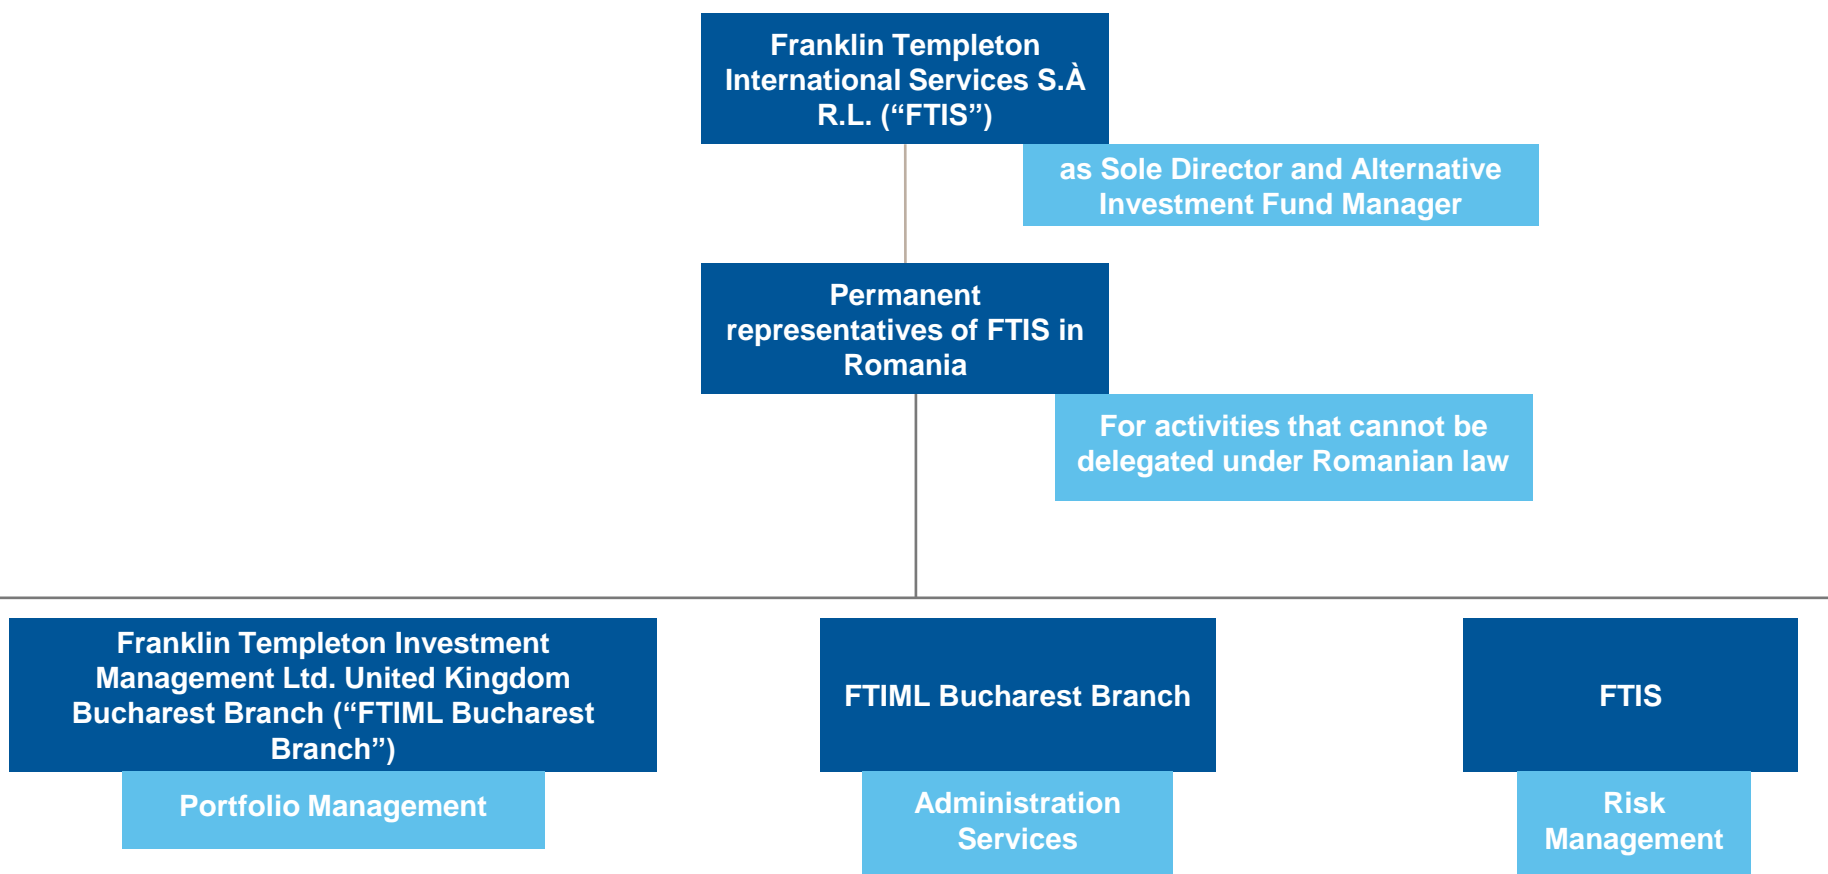 Franklin Templeton
International Services S.À
R.L. (“FTIS”)
as Sole Director and Alternative
Investment Fund Manager
Permanent
representatives of FTIS in
Romania
For activities that cannot be
delegated under Romanian law
Franklin Templeton Investment
Management Ltd. United Kingdom
Bucharest Branch (“FTIML Bucharest
Branch”)
Portfolio Management
FTIML Bucharest Branch
Administration
Services
FTIS
Risk
Management